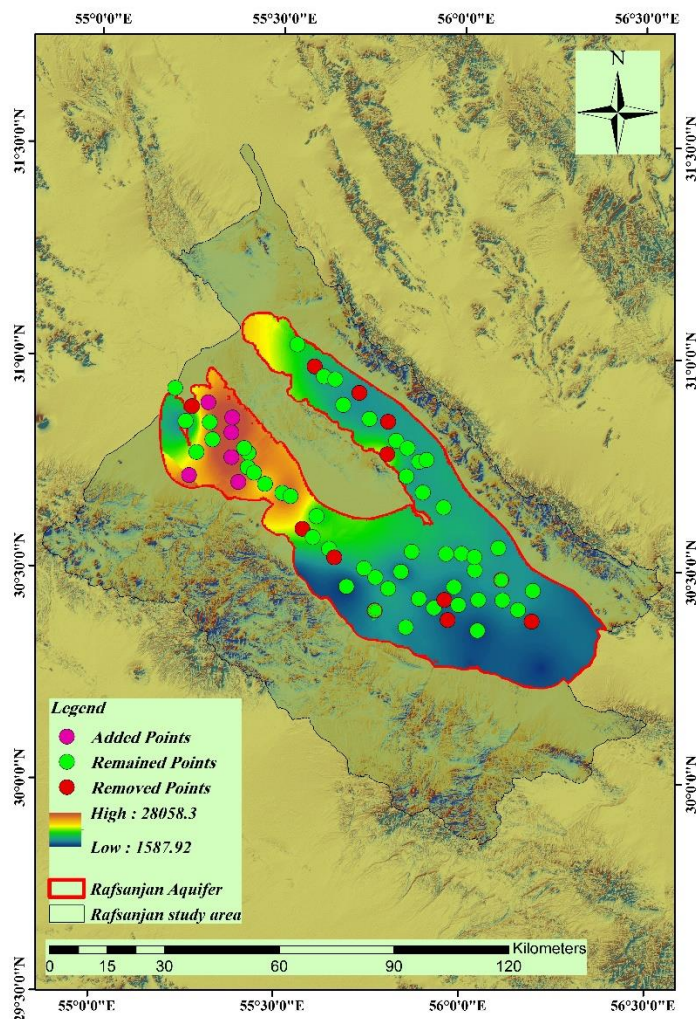 55°0'0"E 55°30'0"E 56°0'0"E 56°30'0"E
N
31°30'0"N 31°30'0"N
31°0'0"N 31°0'0"N
30°30'0"N 30°30'0"N
30°0'0"N 30°0'0"N
29°30'0"N 29°30'0"N
Legend
Added Points
Remained Points
Removed Points
High : 28058.3
Low : 1587.92
Rafsanjan Aquifer
Rafsanjan study area
Kilometers
0 15 30 60 90 120
55°0'0"E 55°30'0"E 56°0'0"E 56°30'0"E